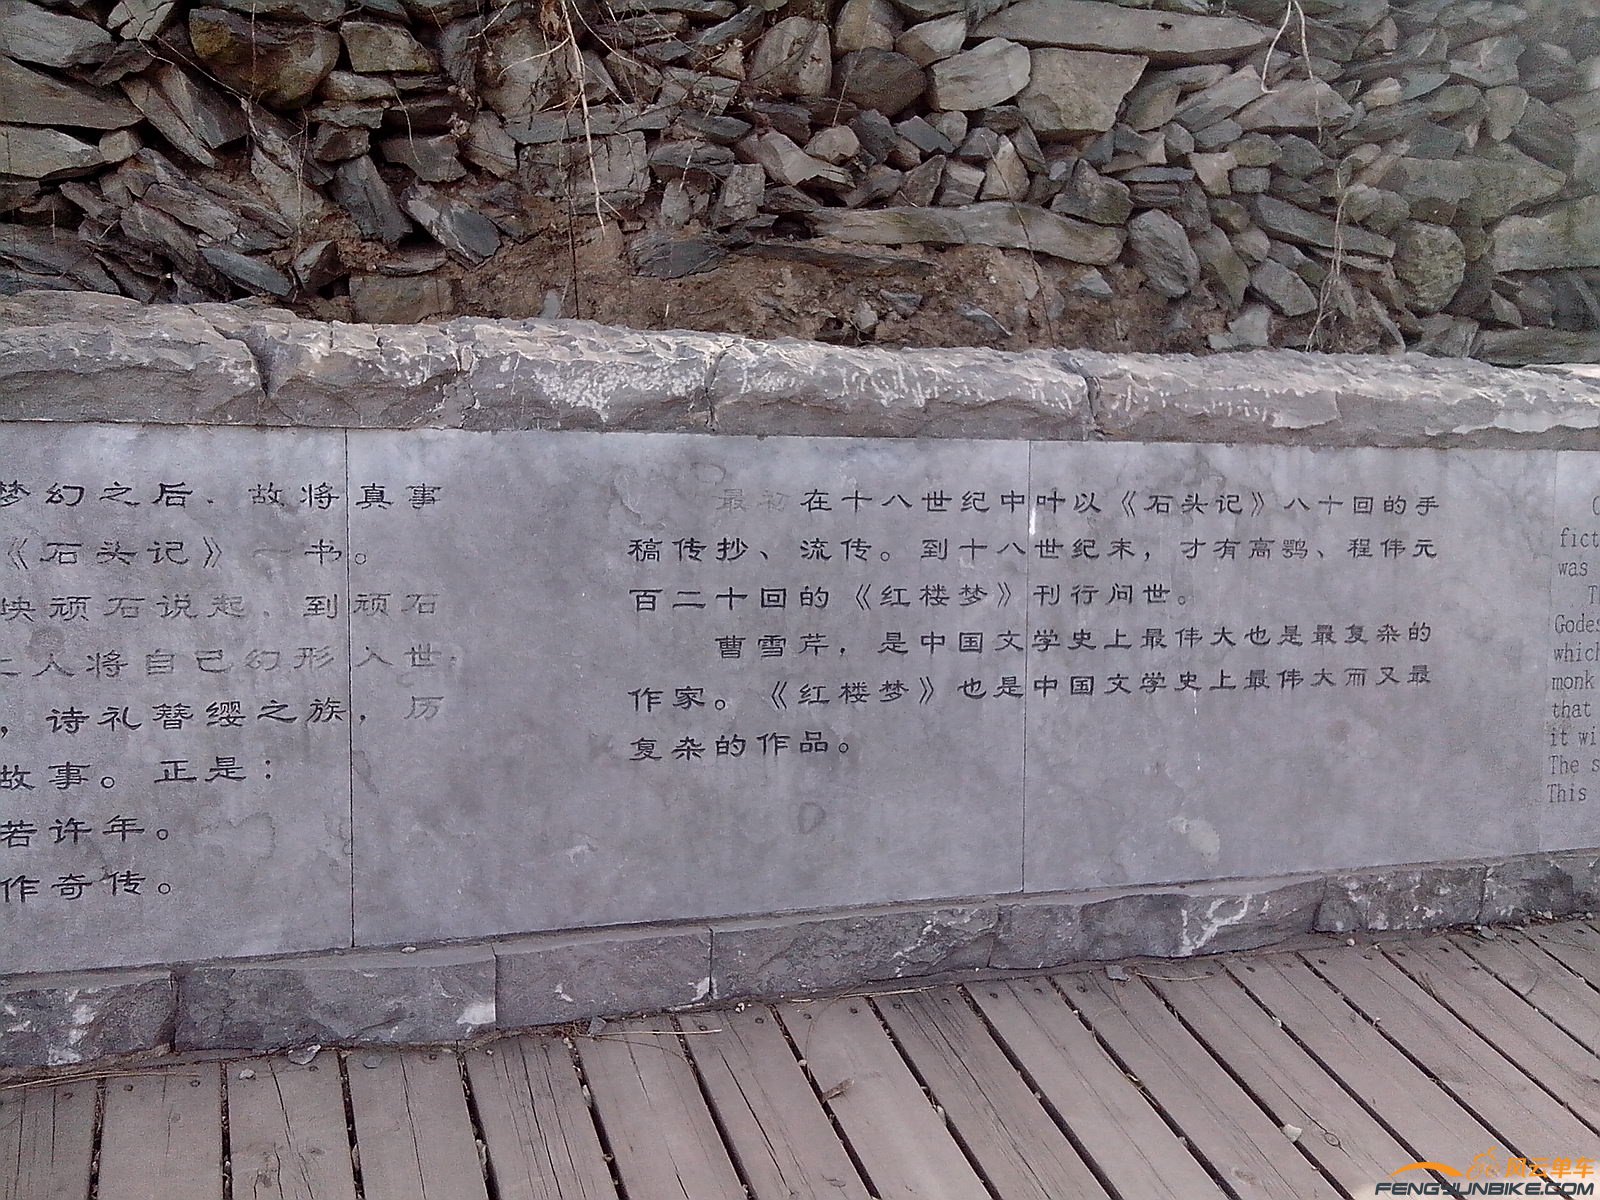 梦幻之后，故将真事
《石头记》一书。
块顽石说起，到顽石
二人将自己幻形入世，
，诗礼簪缨之族，历
故事。正是：
若许年。
作奇传。
最初在十八世纪中叶以《石头记》八十回的手
稿传抄、流传。到十八世纪末，才有高鹗、程伟元
百二十回的《红楼梦》刊行问世。
曹雪芹，是中国文学史上最伟大也是最复杂的
作家。《红楼梦》也是中国文学史上最伟大而又最
复杂的作品。
fict
was
Godes
which
monk
that
it wi
The s
This
风云单车
FENGYUNBIKE.COM